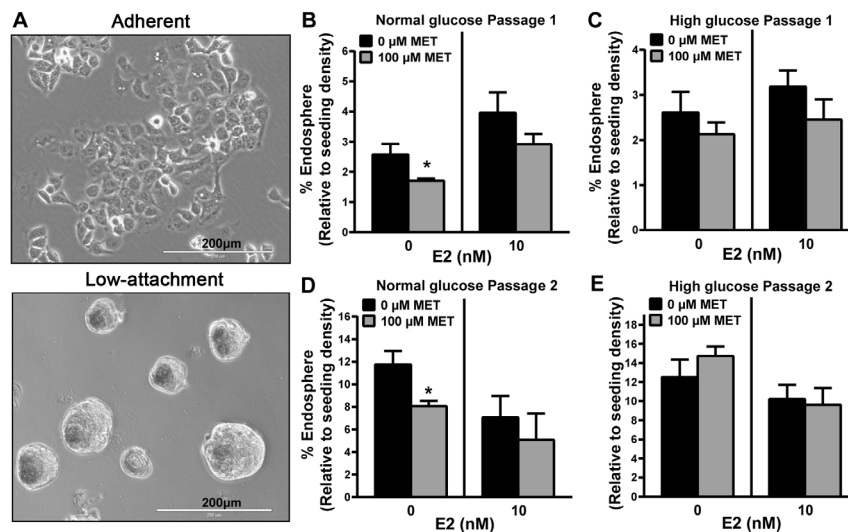 A
Adherent
200μm
Low-attachment
200μm
B
Normal glucose Passage 1
0 μM MET
100 μM MET
% Endosphere
(Relative to seeding density)
6
5
4
3
2
1
0
*
0
10
E2 (nM)
C
High glucose Passage 1
0 μM MET
100 μM MET
% Endosphere
(Relative to seeding density)
4
3
2
1
0
0
10
E2 (nM)
D
Normal glucose Passage 2
0 μM MET
100 μM MET
% Endosphere
(Relative to seeding density)
16
14
12
10
8
6
4
2
0
*
0
10
E2 (nM)
E
High glucose Passage 2
0 μM MET
100 μM MET
% Endosphere
(Relative to seeding density)
18
16
14
12
10
8
6
4
2
0
0
10
E2 (nM)